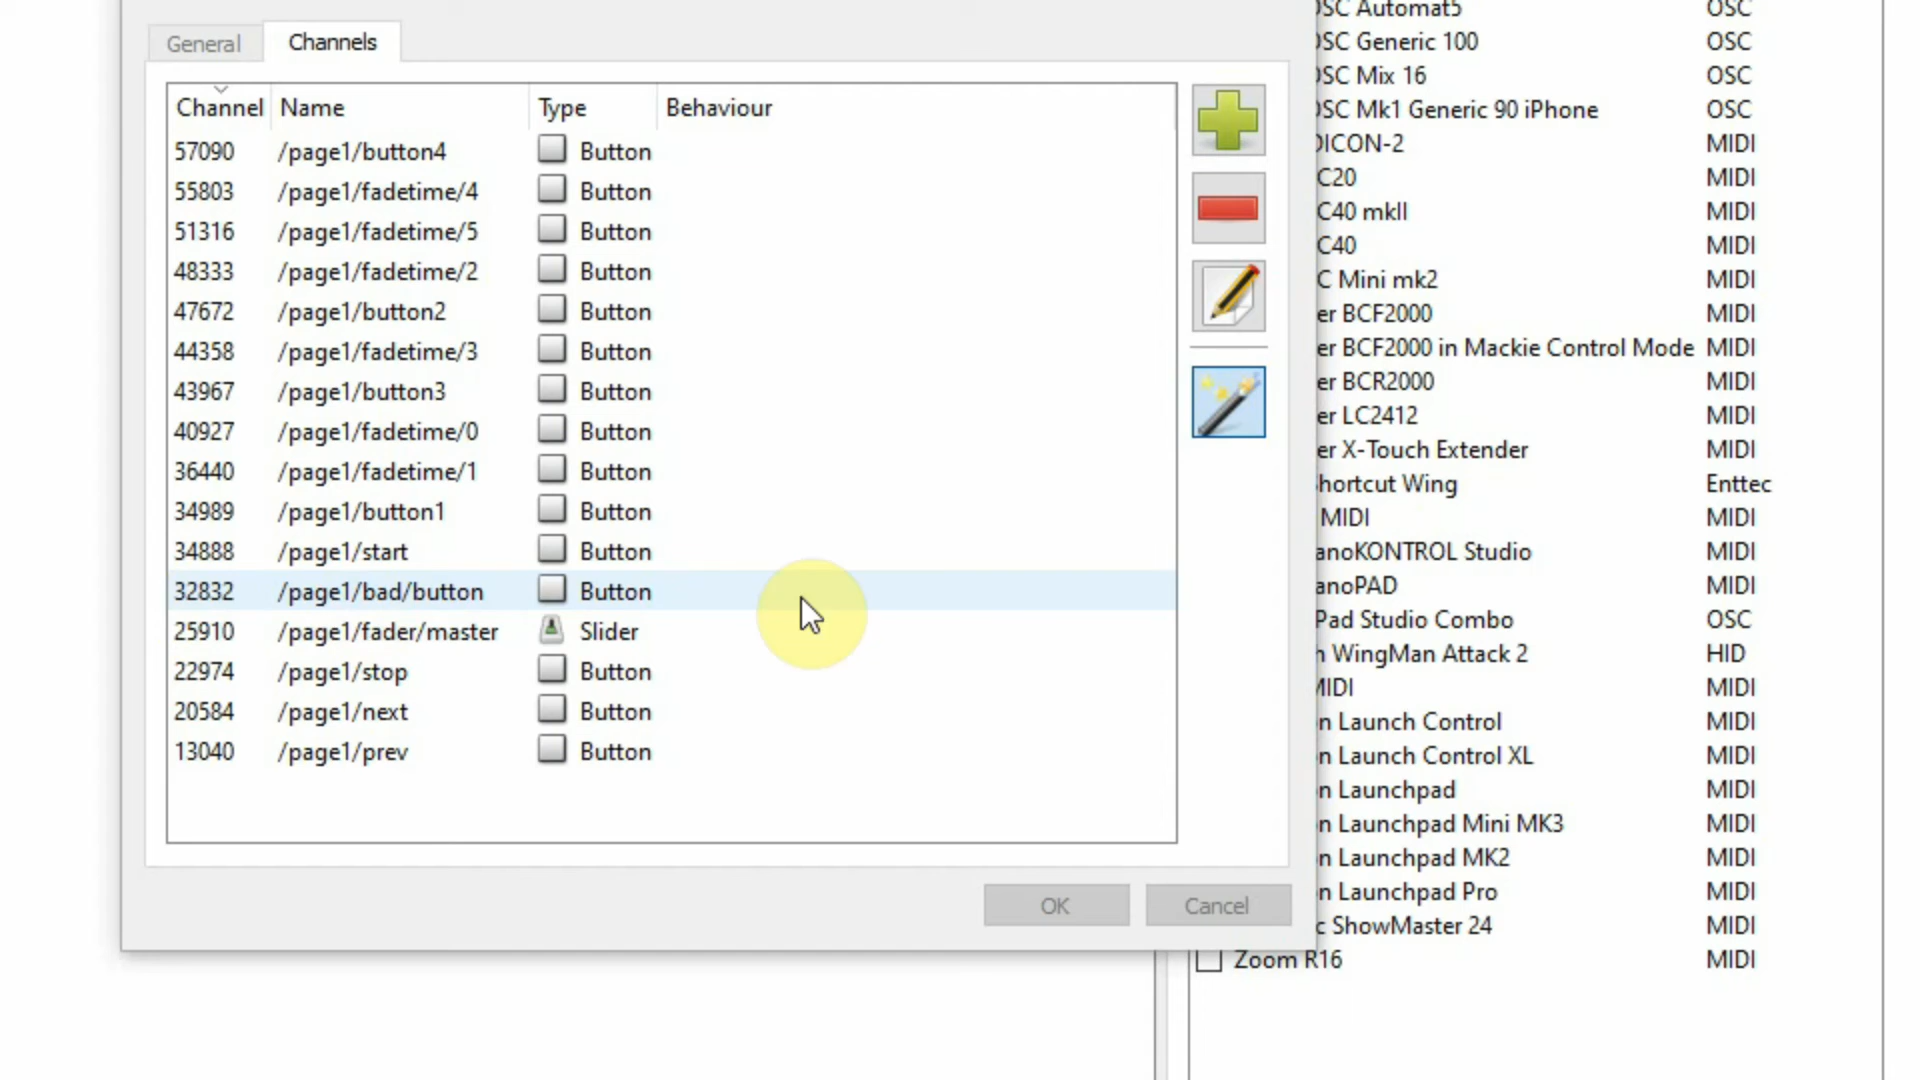 General
Channels
Channel Name Type Behaviour
57090 /page1/button4 Button
55803 /page1/fadetime/4 Button
51316 /page1/fadetime/5 Button
48333 /page1/fadetime/2 Button
47672 /page1/button2 Button
44358 /page1/fadetime/3 Button
43967 /page1/button3 Button
40927 /page1/fadetime/0 Button
36440 /page1/fadetime/1 Button
34989 /page1/button1 Button
34888 /page1/start Button
32832 /page1/bad/button Button
25910 /page1/fader/master Slider
22974 /page1/stop Button
20584 /page1/next Button
13040 /page1/prev Button
OK Cancel
Automat5 OSC
Generic 100 OSC
Mix 16 OSC
Mk1 Generic 90 iPhone OSC
DICON-2 MIDI
C20 MIDI
C40 mkII MIDI
C40 MIDI
C Mini mk2 MIDI
er BCF2000 MIDI
er BCF2000 in Mackie Control Mode MIDI
er BCR2000 MIDI
er LC2412 MIDI
er X-Touch Extender MIDI
hortcut Wing Enttec
MIDI MIDI
anoKONTROL Studio MIDI
anoPAD MIDI
Pad Studio Combo OSC
n WingMan Attack 2 HID
MIDI MIDI
n Launch Control MIDI
n Launch Control XL MIDI
n Launchpad MIDI
n Launchpad Mini MK3 MIDI
n Launchpad MK2 MIDI
n Launchpad Pro MIDI
c ShowMaster 24 MIDI
Zoom R16 MIDI